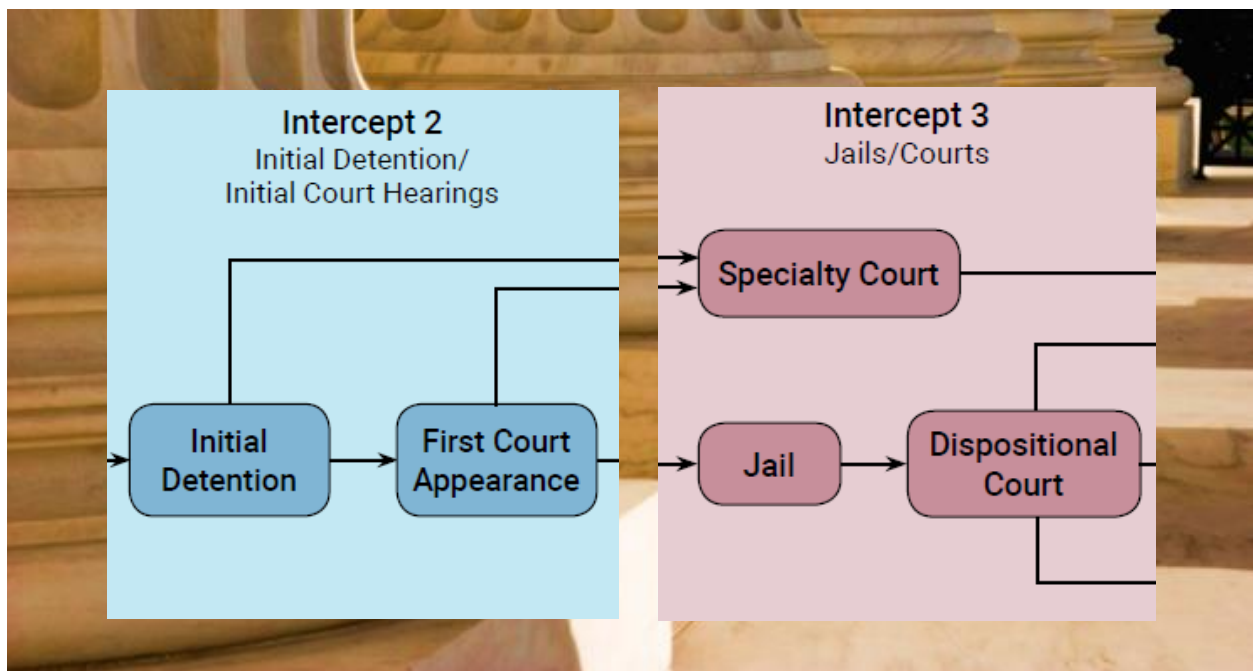 Intercept 2
Initial Detention/
Initial Court Hearings
Initial
Detention
First Court
Appearance
Intercept 3
Jails/Courts
Specialty Court
Jail
Dispositional
Court